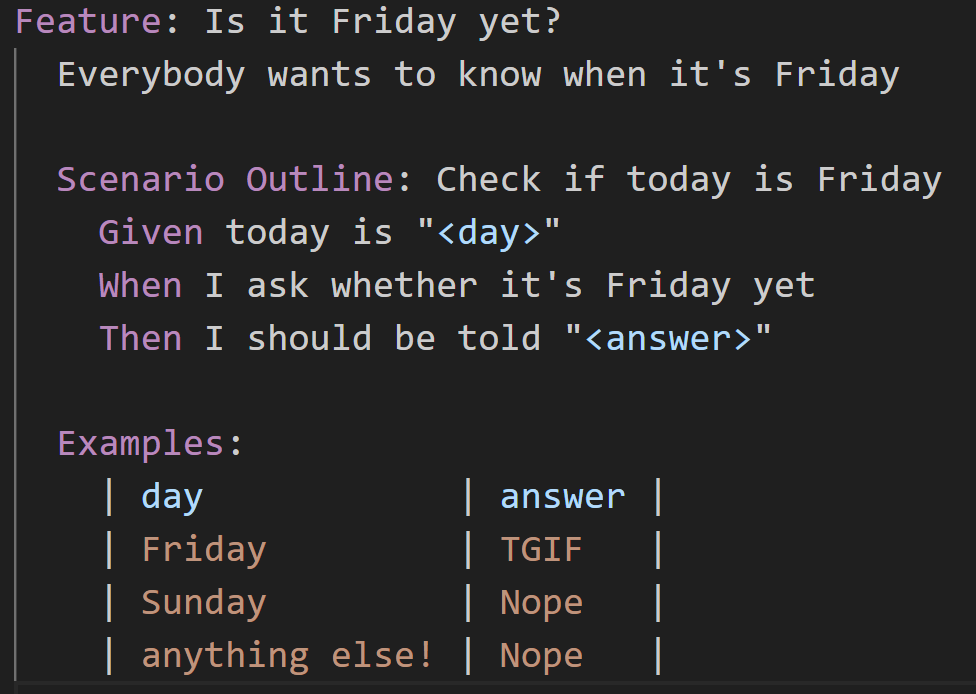 Feature: Is it Friday yet?
Everybody wants to know when it's Friday
Scenario Outline: Check if today is Friday
Given today is "<day>"
When I ask whether it's Friday yet
Then I should be told "<answer>"
Examples:
| day | answer |
| Friday | TGIF |
| Sunday | Nope |
| anything else! | Nope |